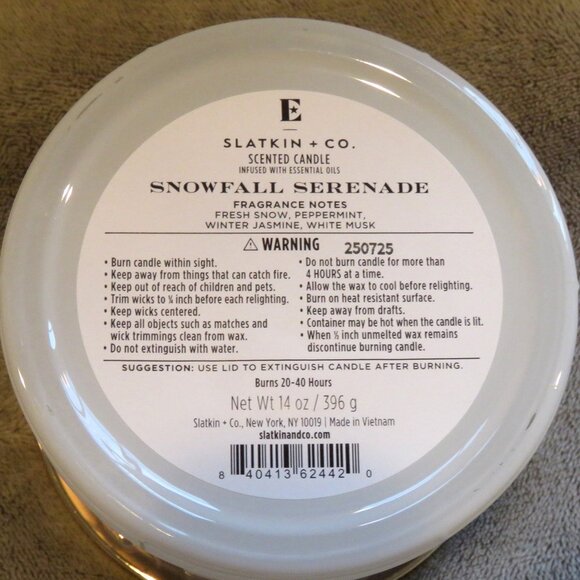 E
SLATKIN + CO.
SCENTED CANDLE
INFUSED WITH ESSENTIAL OILS
SNOWFALL SERENADE
FRAGRANCE NOTES
FRESH SNOW, PEPPERMINT,
WINTER JASMINE, WHITE MUSK
⚠ WARNING 250725
• Burn candle within sight.
• Keep away from things that can catch fire.
• Keep out of reach of children and pets.
• Trim wicks to ¼ inch before each relighting.
• Keep wicks centered.
• Keep all objects such as matches and
wick trimmings clean from wax.
• Do not extinguish with water.
• Do not burn candle for more than
4 HOURS at a time.
• Allow the wax to cool before relighting.
• Burn on heat resistant surface.
• Keep away from drafts.
• Container may be hot when the candle is lit.
• When ½ inch unmelted wax remains
discontinue burning candle.
SUGGESTION: USE LID TO EXTINGUISH CANDLE AFTER BURNING.
Burns 20-40 Hours
Net Wt 14 oz / 396 g
Slatkin + Co., New York, NY 10019 | Made in Vietnam
slatkinandco.com
8 40413 62442 0